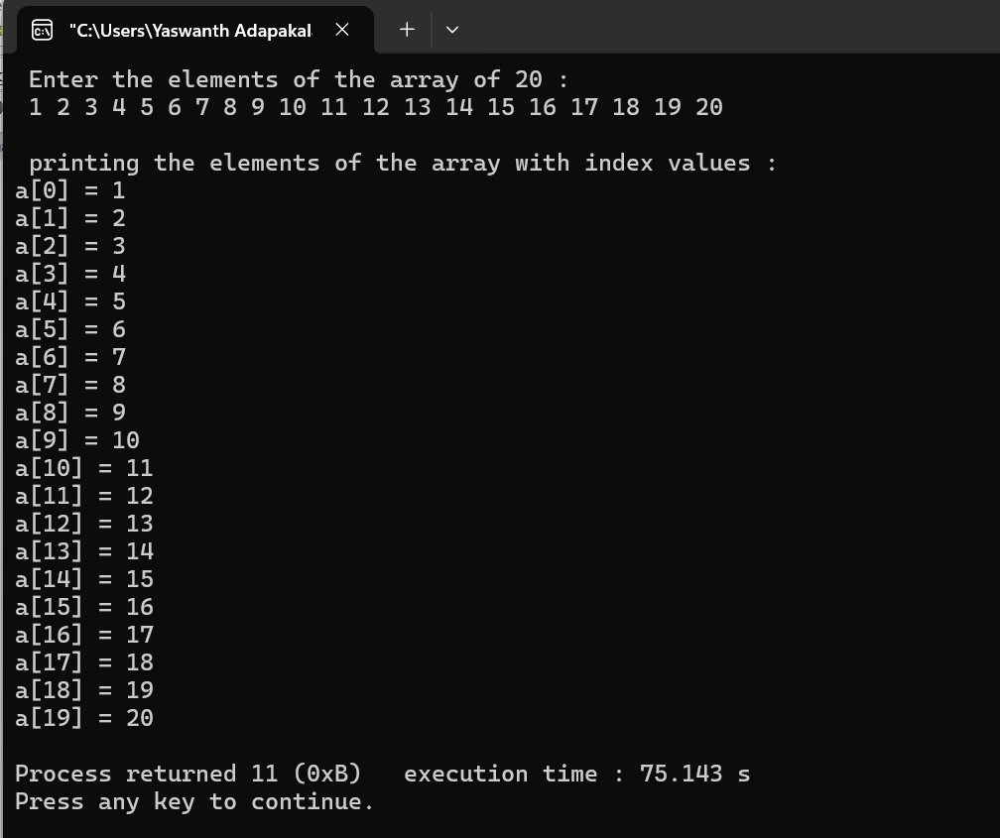 "C:\Users\Yaswanth Adapakal
Enter the elements of the array of 20 :
1 2 3 4 5 6 7 8 9 10 11 12 13 14 15 16 17 18 19 20
printing the elements of the array with index values :
a[0] = 1
a[1] = 2
a[2] = 3
a[3] = 4
a[4] = 5
a[5] = 6
a[6] = 7
a[7] = 8
a[8] = 9
a[9] = 10
a[10] = 11
a[11] = 12
a[12] = 13
a[13] = 14
a[14] = 15
a[15] = 16
a[16] = 17
a[17] = 18
a[18] = 19
a[19] = 20
Process returned 11 (0xB)   execution time : 75.143 s
Press any key to continue.